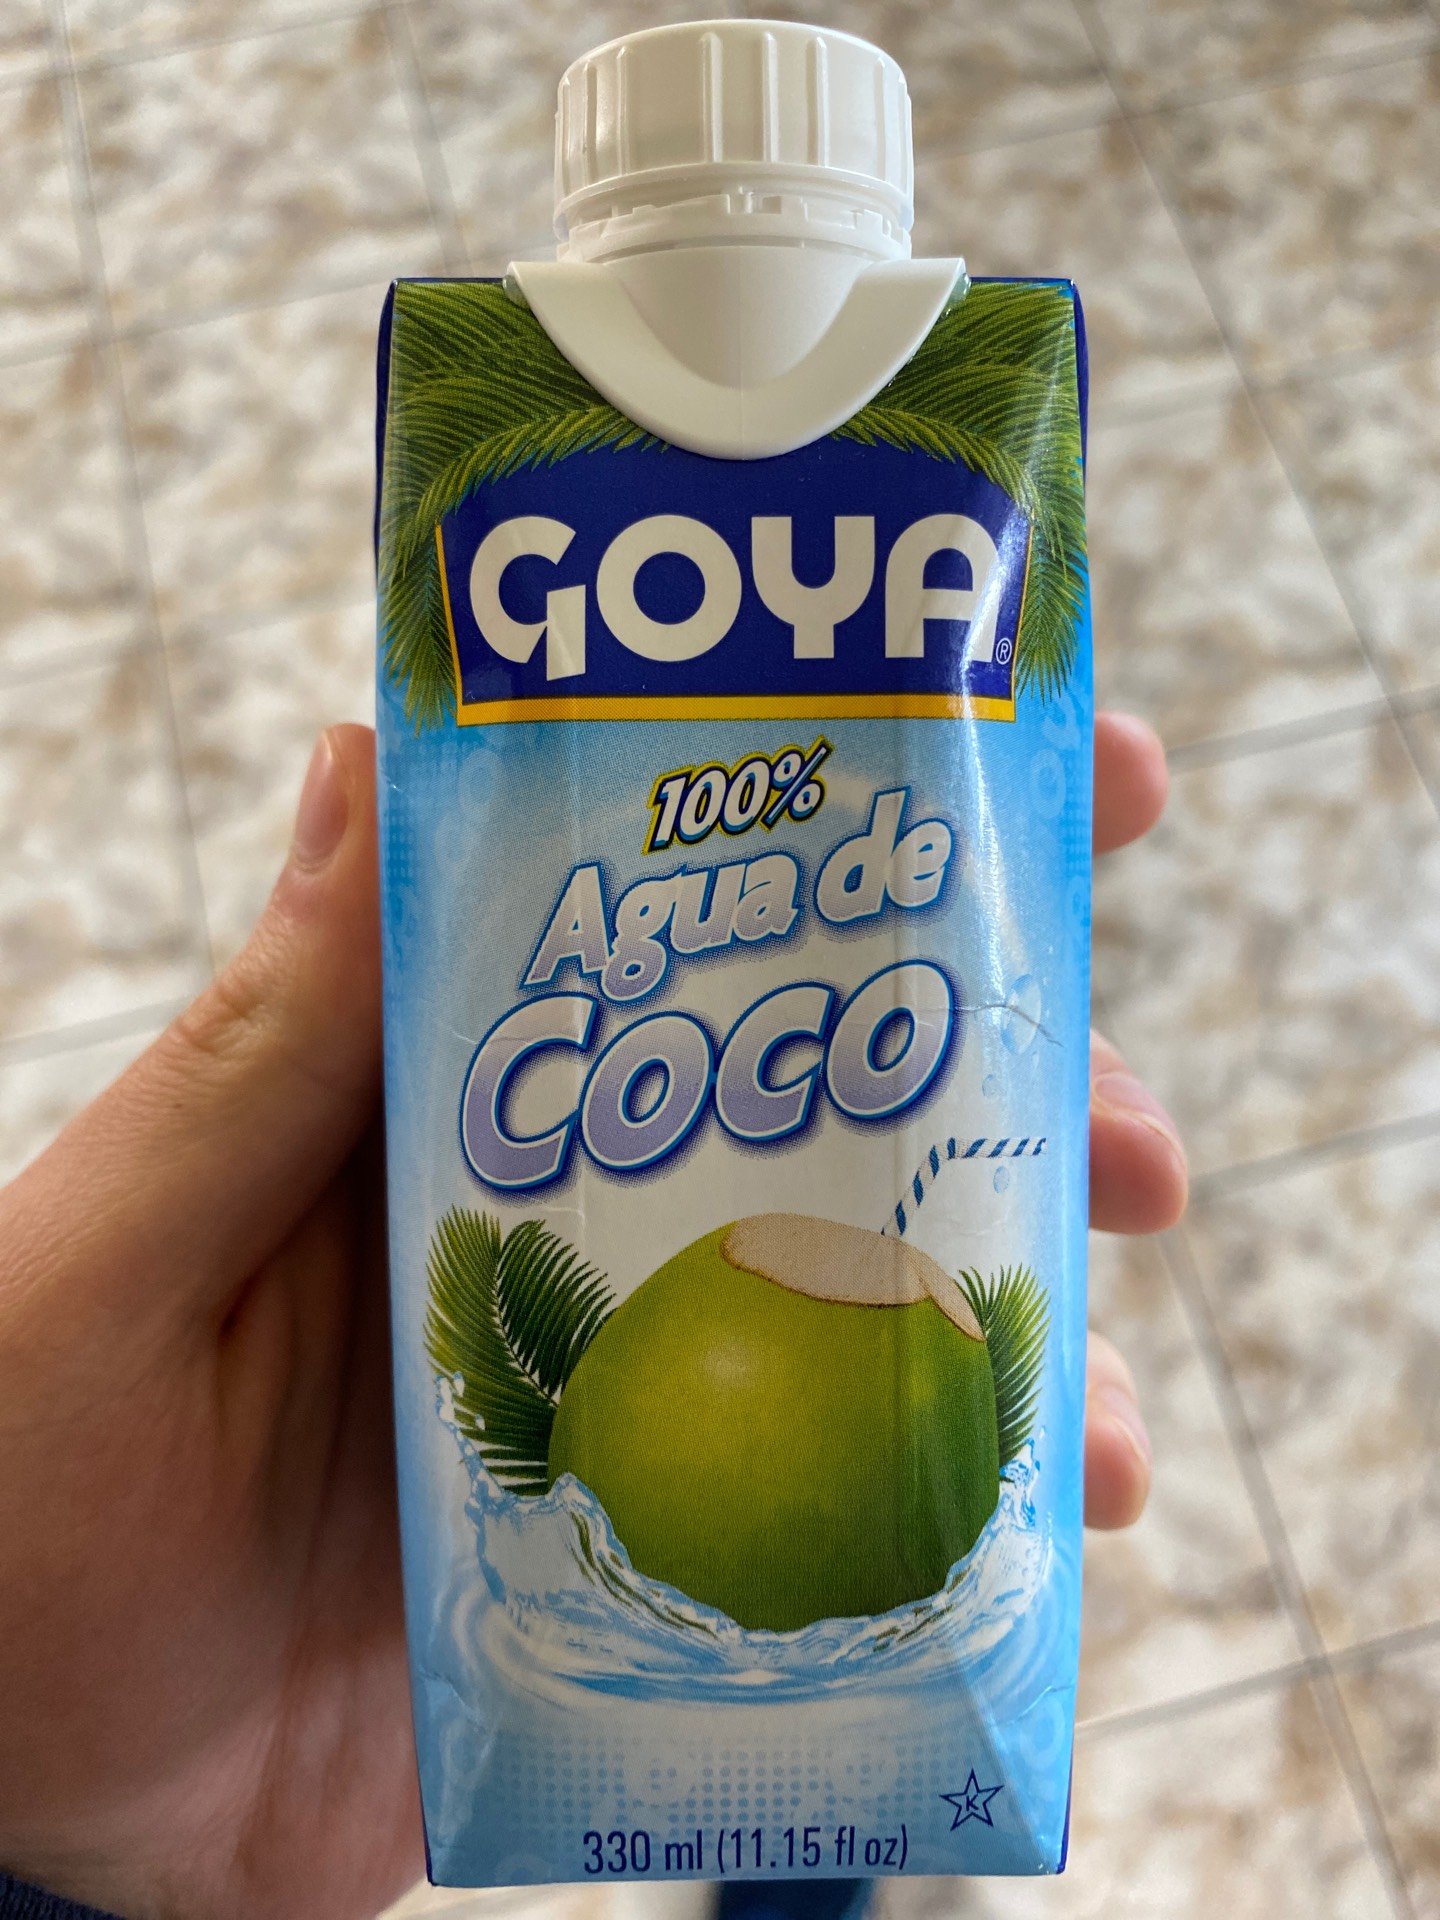 GOYA®
100%
Agua de
Coco
K
330 ml (11.15 fl oz)